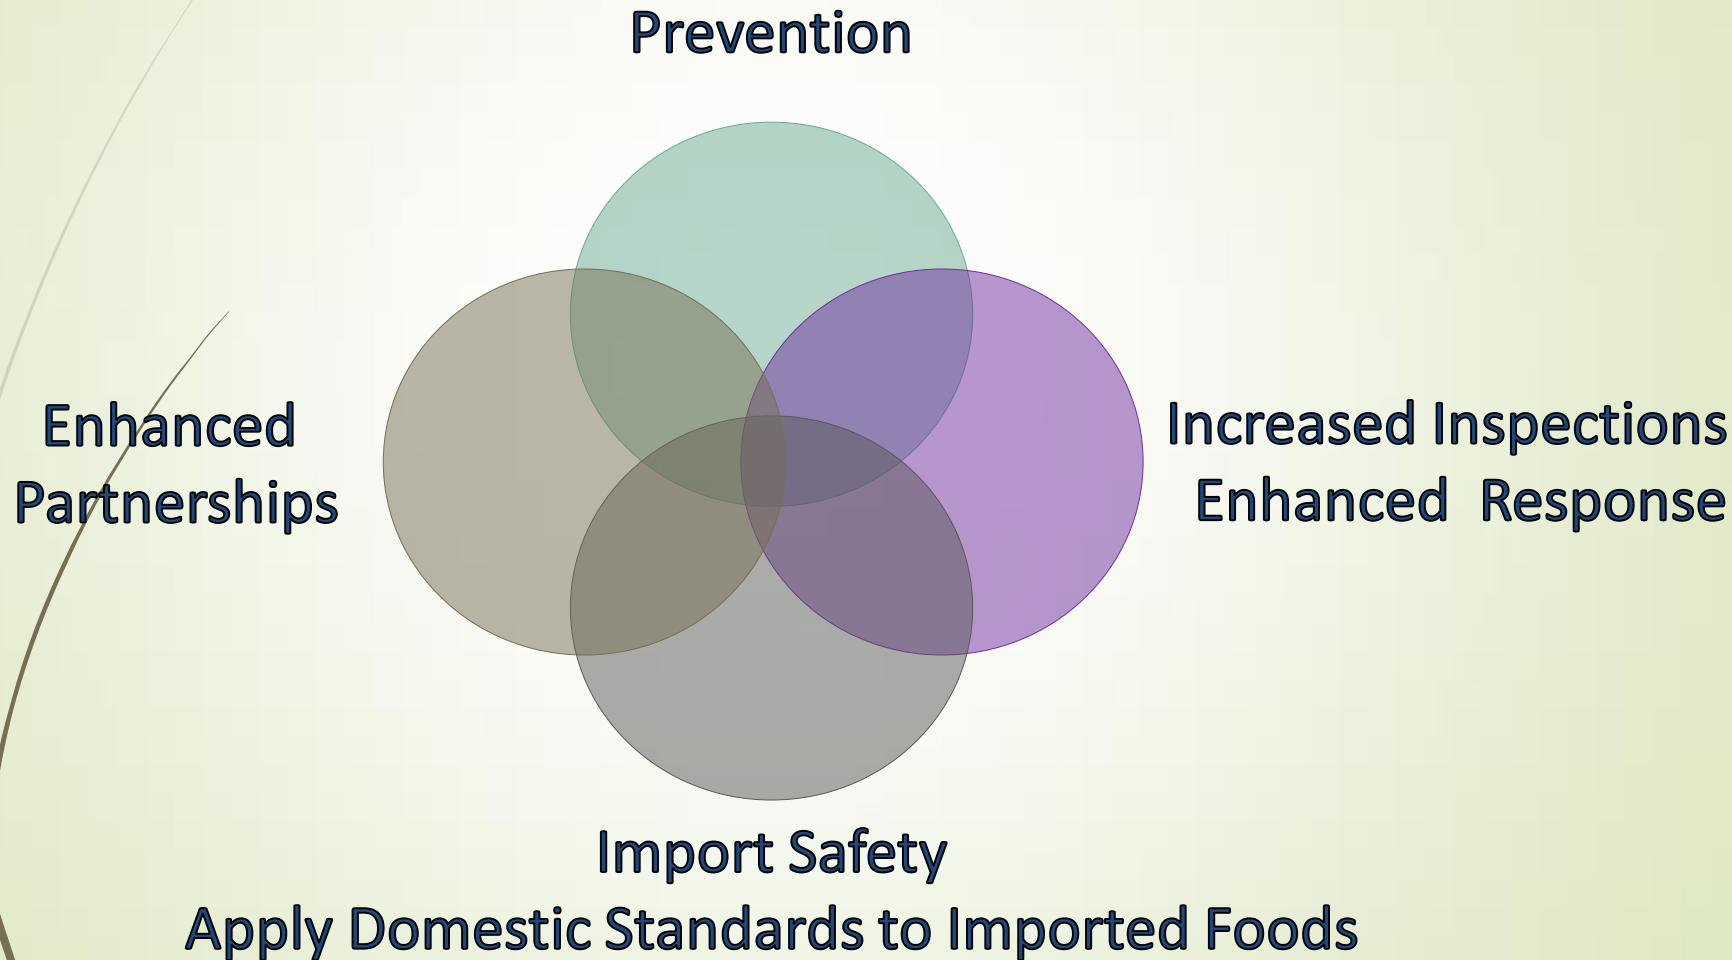 Prevention
Enhanced
Partnerships
Increased Inspections
Enhanced  Response
Import Safety
Apply Domestic Standards to Imported Foods